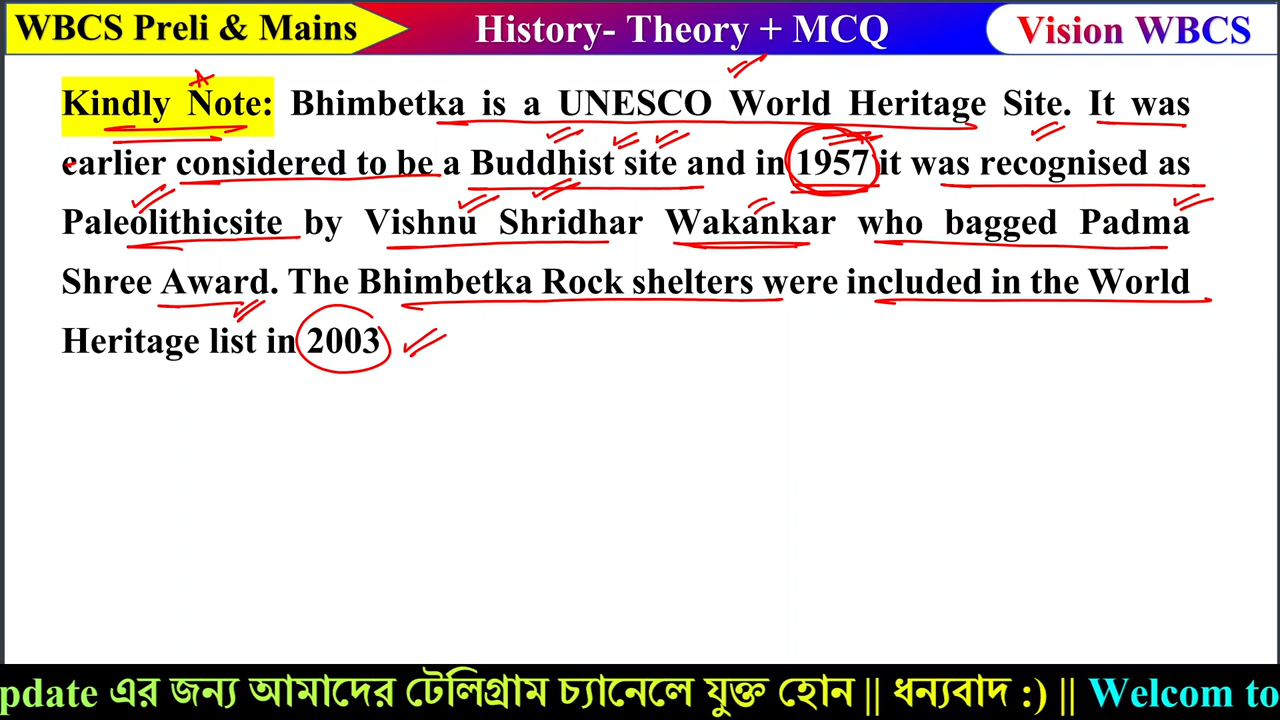 WBCS Preli & Mains
History- Theory + MCQ
Vision WBCS
Kindly Note: Bhimbetka is a UNESCO World Heritage Site. It was
earlier considered to be a Buddhist site and in 1957 it was recognised as
Paleolithicsite by Vishnu Shridhar Wakankar who bagged Padma
Shree Award. The Bhimbetka Rock shelters were included in the World
Heritage list in 2003
pdate এর জন্য আমাদের টেলিগ্রাম চ্যানেলে যুক্ত হোন || ধন্যবাদ :) || Welcom to